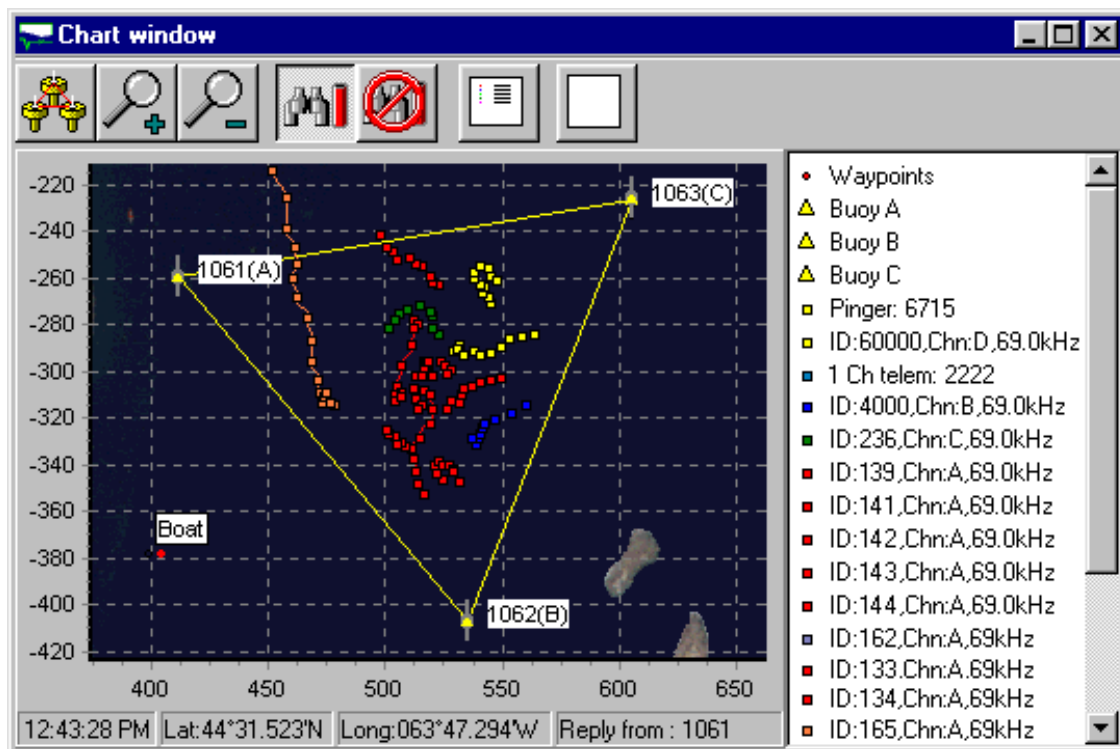 Chart window
-220
-240
-260
-280
-300
-320
-340
-360
-380
-400
-420
1063(C)
1061(A)
Boat
1062(B)
400
450
500
550
600
650
Waypoints
Buoy A
Buoy B
Buoy C
Pinger: 6715
ID:60000,Chn:D,69.0kHz
1 Ch telem: 2222
ID:4000,Chn:B,69.0kHz
ID:236,Chn:C,69.0kHz
ID:139,Chn:A,69.0kHz
ID:141,Chn:A,69.0kHz
ID:142,Chn:A,69.0kHz
ID:143,Chn:A,69.0kHz
ID:144,Chn:A,69.0kHz
ID:162,Chn:A,69kHz
ID:133,Chn:A,69kHz
ID:134,Chn:A,69kHz
ID:165,Chn:A,69kHz
12:43:28 PM Lat:44°31.523'N Long:063°47.294'W Reply from : 1061